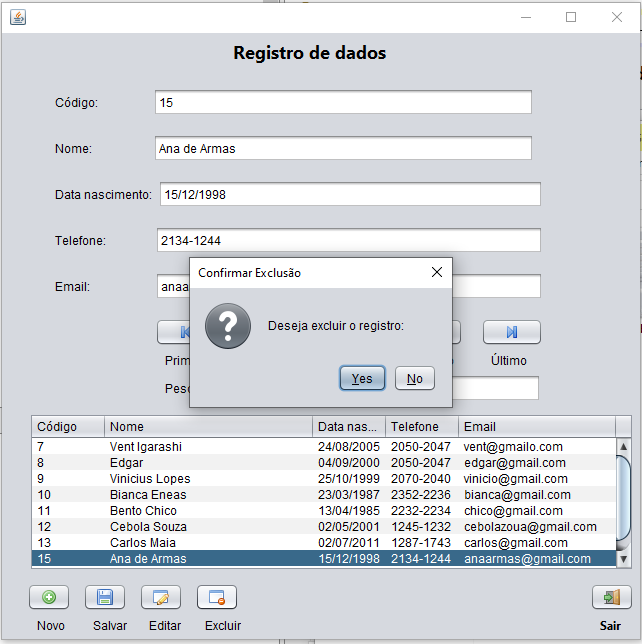 Registro de dados
Código: 15
Nome: Ana de Armas
Data nascimento: 15/12/1998
Telefone: 2134-1244
Confirmar Exclusão
Email:
Deseja excluir o registro:
Último
Yes No
Código Nome Data nas... Telefone Email
7 Vent Igarashi 24/08/2005 2050-2047 vent@gmailo.com
8 Edgar 04/09/2000 2050-2047 edgar@gmail.com
9 Vinicius Lopes 25/10/1999 2070-2040 vinicio@gmail.com
10 Bianca Eneas 23/03/1987 2352-2236 bianca@gmail.com
11 Bento Chico 13/04/1985 2232-2234 chico@gmail.com
12 Cebola Souza 02/05/2001 1245-1232 cebolazoua@gmail.com
13 Carlos Maia 02/07/2011 1287-1743 carlos@gmail.com
15 Ana de Armas 15/12/1998 2134-1244 anaarmas@gmail.com
Novo Salvar Editar Excluir Sair